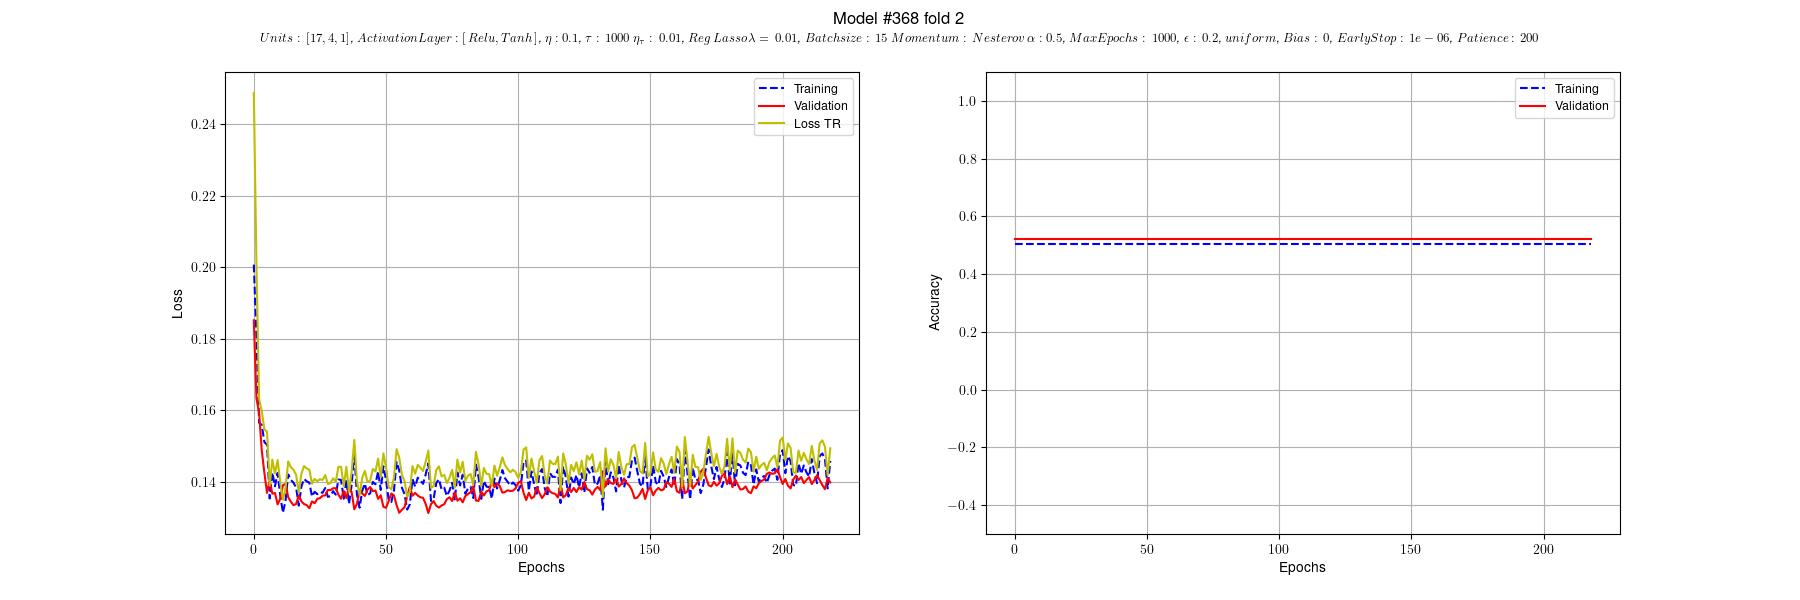 Model #368 fold 2
Units : [17, 4, 1], ActivationLayer : [ Relu, Tanh ], η : 0.1, τ : 1000 ητ : 0.01, Reg Lassoλ = 0.01, Batchsize : 15 Momentum : Nesterov α : 0.5, MaxEpochs : 1000, ϵ : 0.2, uniform, Bias : 0, EarlyStop : 1e − 06, Patience : 200
Training
Validation
Loss TR
0.24
0.22
0.20
0.18
0.16
0.14
Loss
0 50 100 150 200
Epochs
Training
Validation
1.0
0.8
0.6
0.4
0.2
0.0
−0.2
−0.4
Accuracy
0 50 100 150 200
Epochs